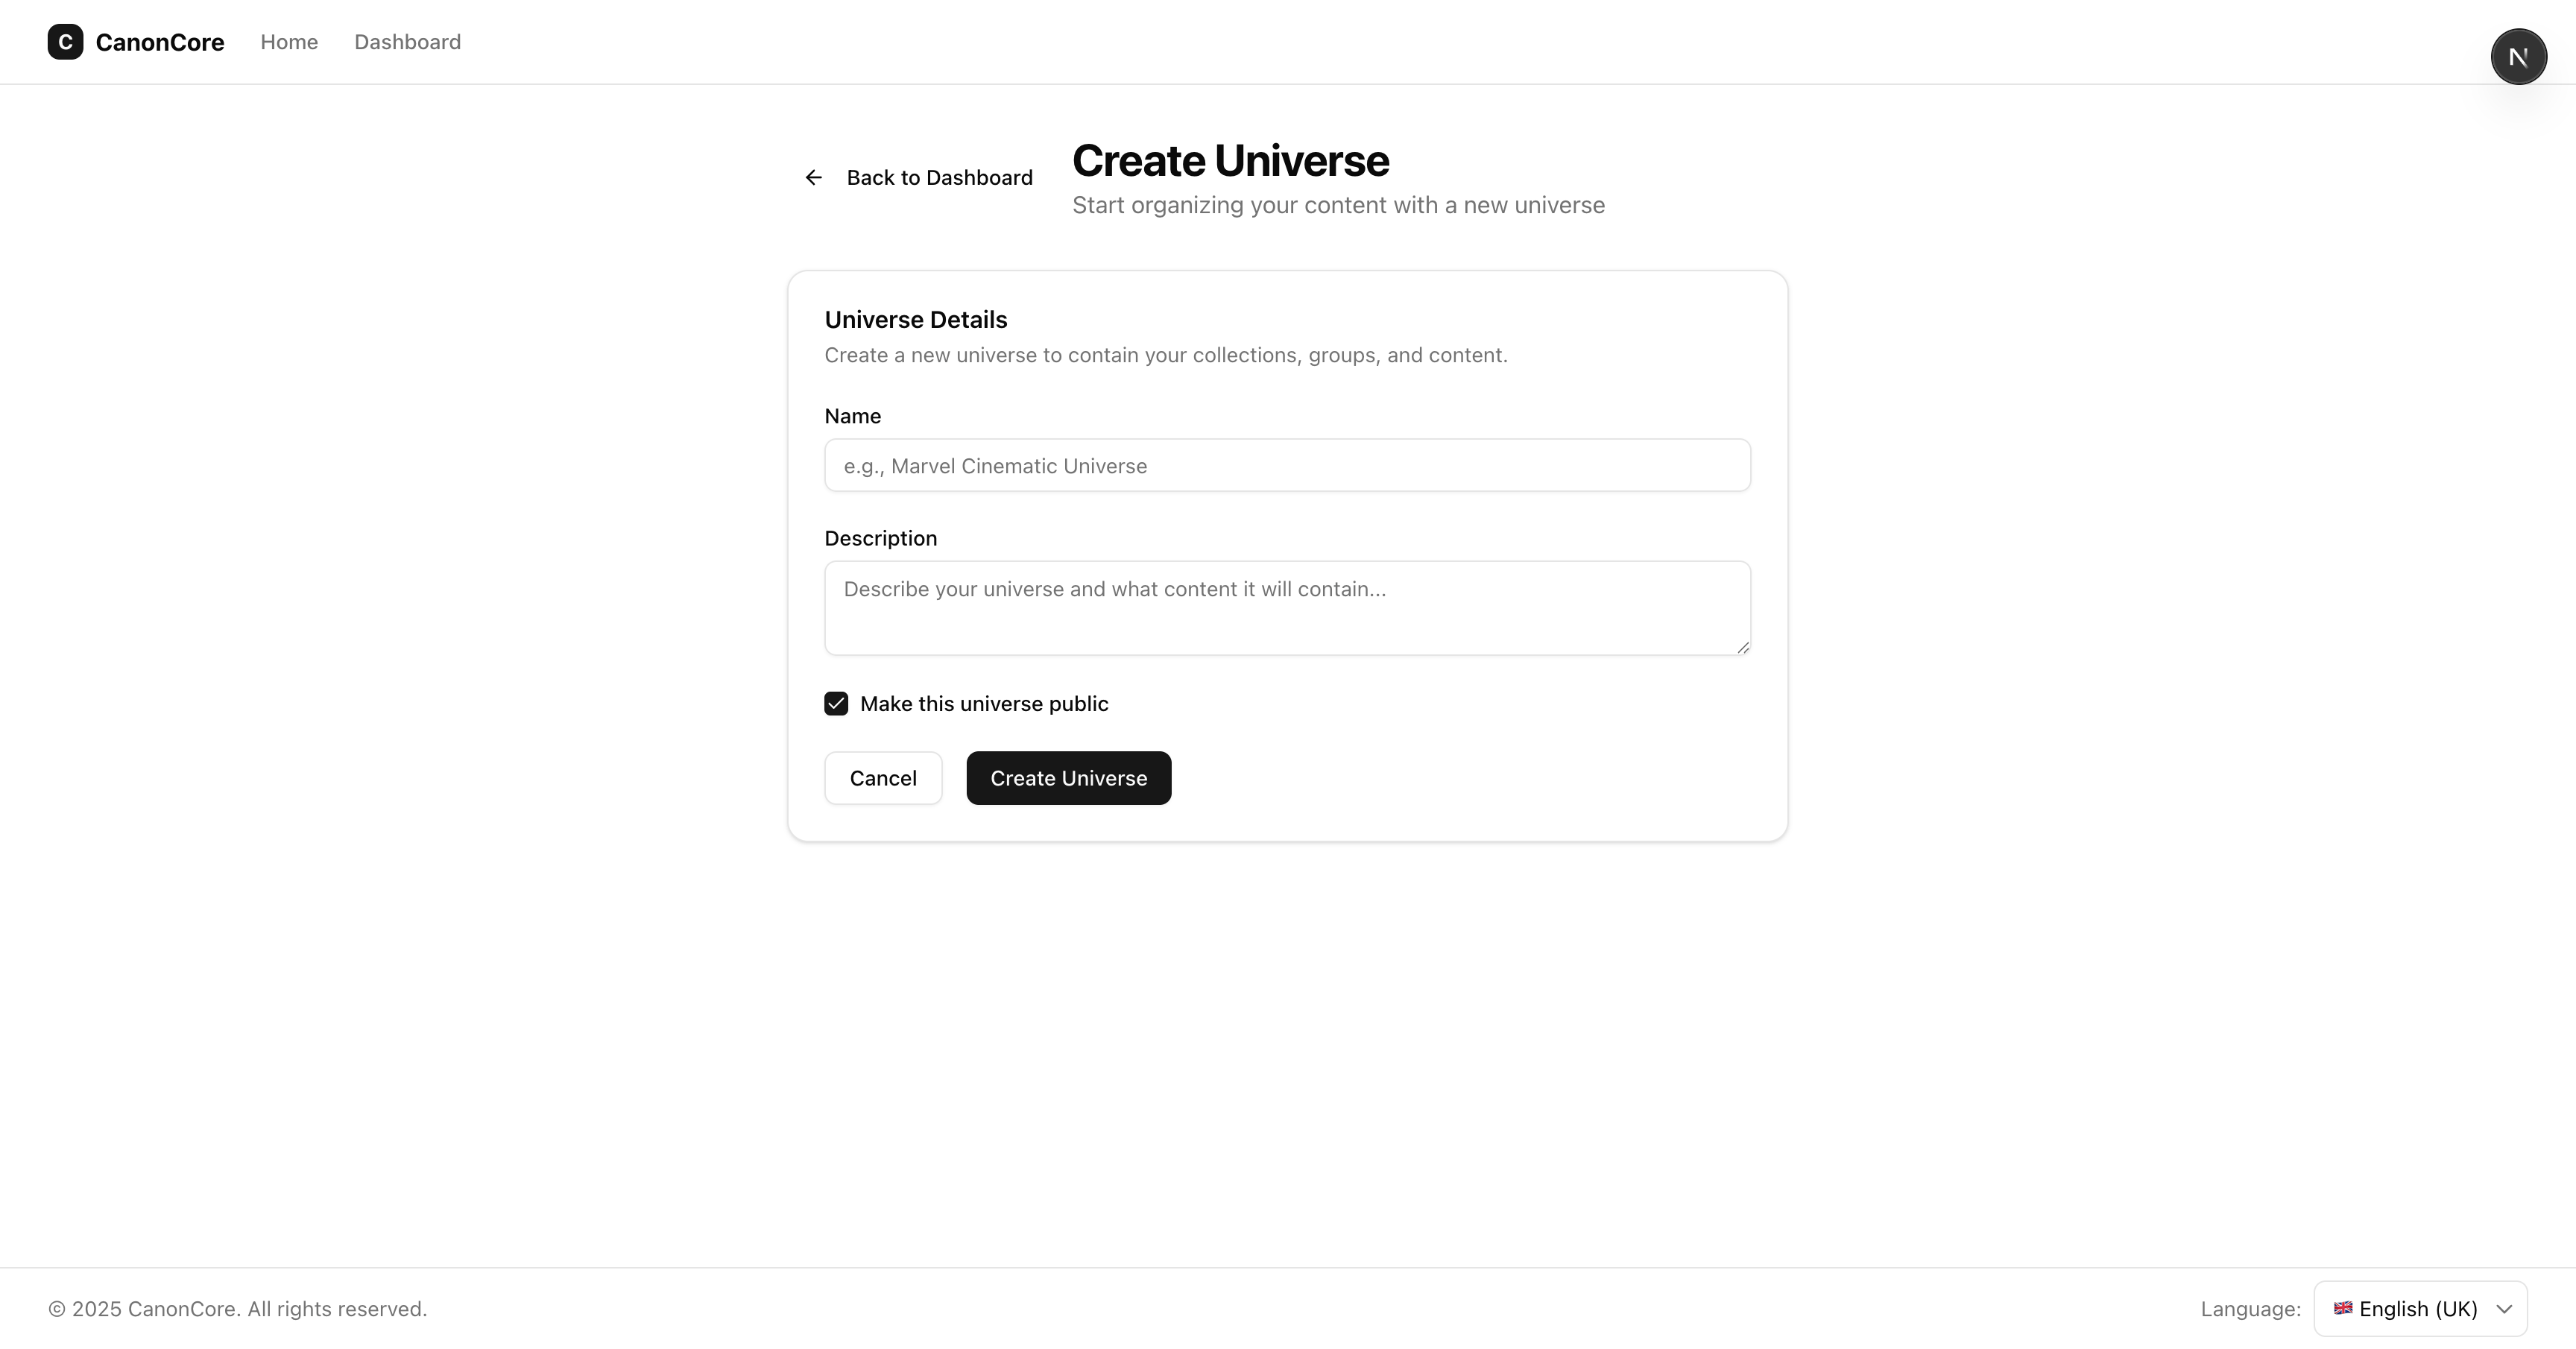 C CanonCore Home Dashboard
N
Back to Dashboard
Create Universe
Start organizing your content with a new universe
Universe Details
Create a new universe to contain your collections, groups, and content.
Name
e.g., Marvel Cinematic Universe
Description
Describe your universe and what content it will contain...
Make this universe public
Cancel Create Universe
© 2025 CanonCore. All rights reserved. Language: English (UK)